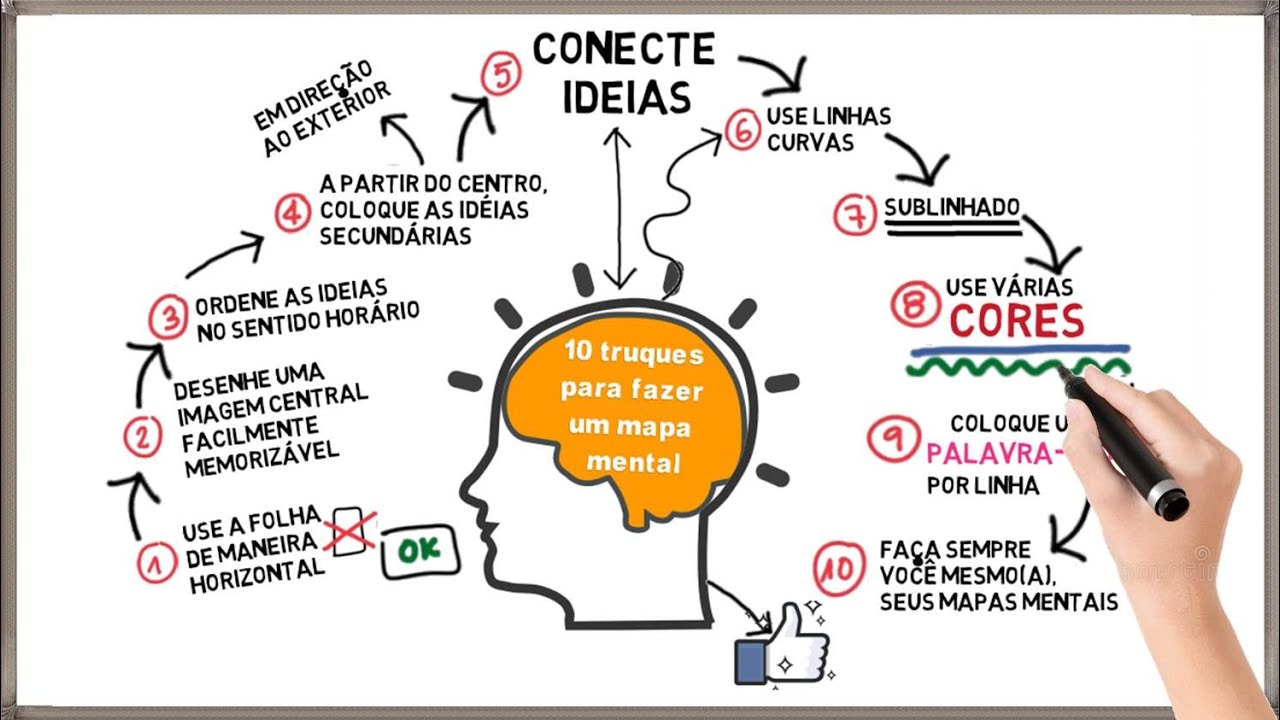 10 truques
para fazer
um mapa
mental
1
USE A FOLHA
DE MANEIRA
HORIZONTAL
OK
2
DESENHE UMA
IMAGEM CENTRAL
FACILMENTE
MEMORIZÁVEL
3
ORDENE AS IDEIAS
NO SENTIDO HORÁRIO
4
A PARTIR DO CENTRO,
COLOQUE AS IDÉIAS
SECUNDÁRIAS
EM DIREÇÃO
AO EXTERIOR
5
CONECTE
IDEIAS
6
USE LINHAS
CURVAS
7
SUBLINHADO
8
USE VÁRIAS
CORES
9
COLOQUE
PALAVRA-
POR LINHA
10
FAÇA SEMPRE
VOCÊ MESMO(A),
SEUS MAPAS MENTAIS